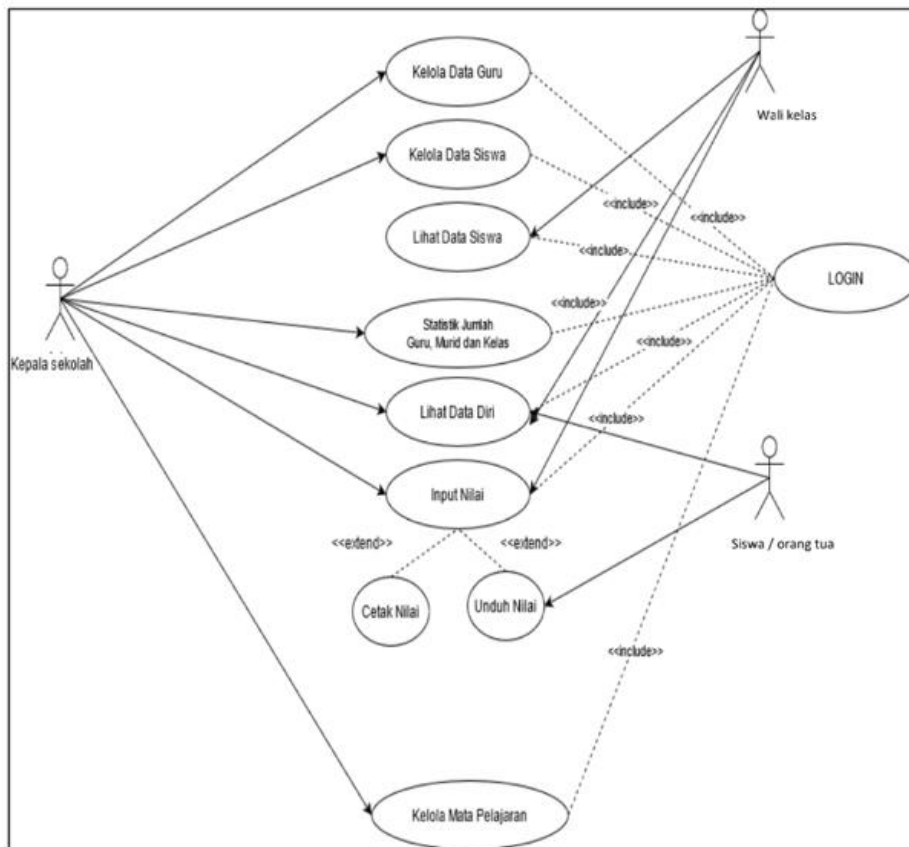 Kelola Data Guru
Wali kelas
Kelola Data Siswa
<<include>>
<<include>>
Lihat Data Siswa
<<include>
LOGIN
<<include>>
Statistik Jumlah
Guru, Murid dan Kelas
<<include>>
Kepala sekolah
Lihat Data Diri
<<include>>
Input Nilai
<<extend>>
<<extend>>
Siswa / orang tua
Cetak Nilai
Unduh Nilai
<<include>>
Kelola Mata Pelajaran